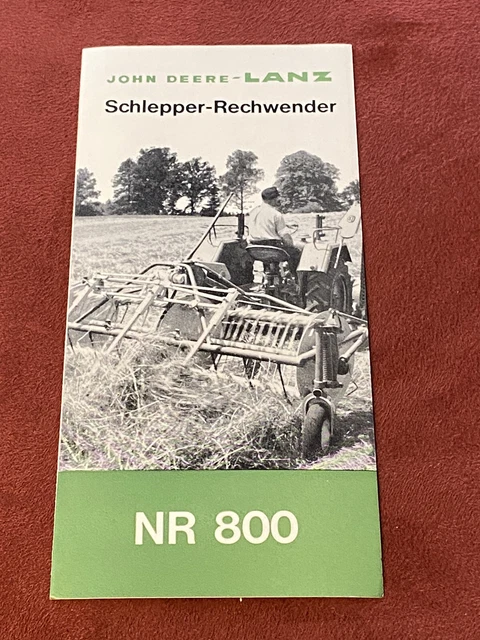 JOHN DEERE-LANZ
Schlepper-Rechwender
NR 800